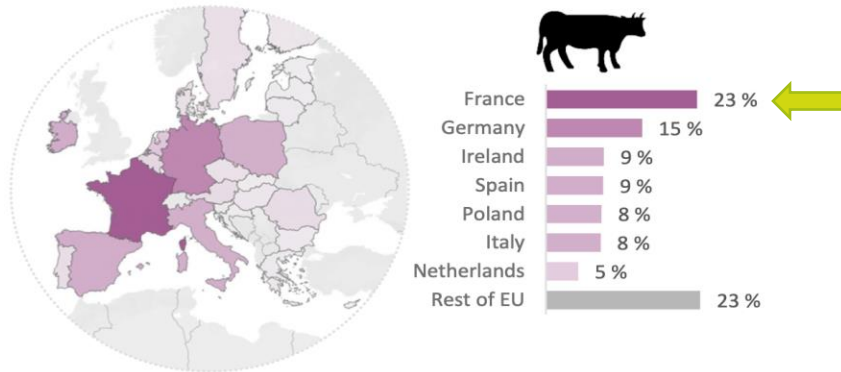 France 23 %
Germany 15 %
Ireland 9 %
Spain 9 %
Poland 8 %
Italy 8 %
Netherlands 5 %
Rest of EU 23 %